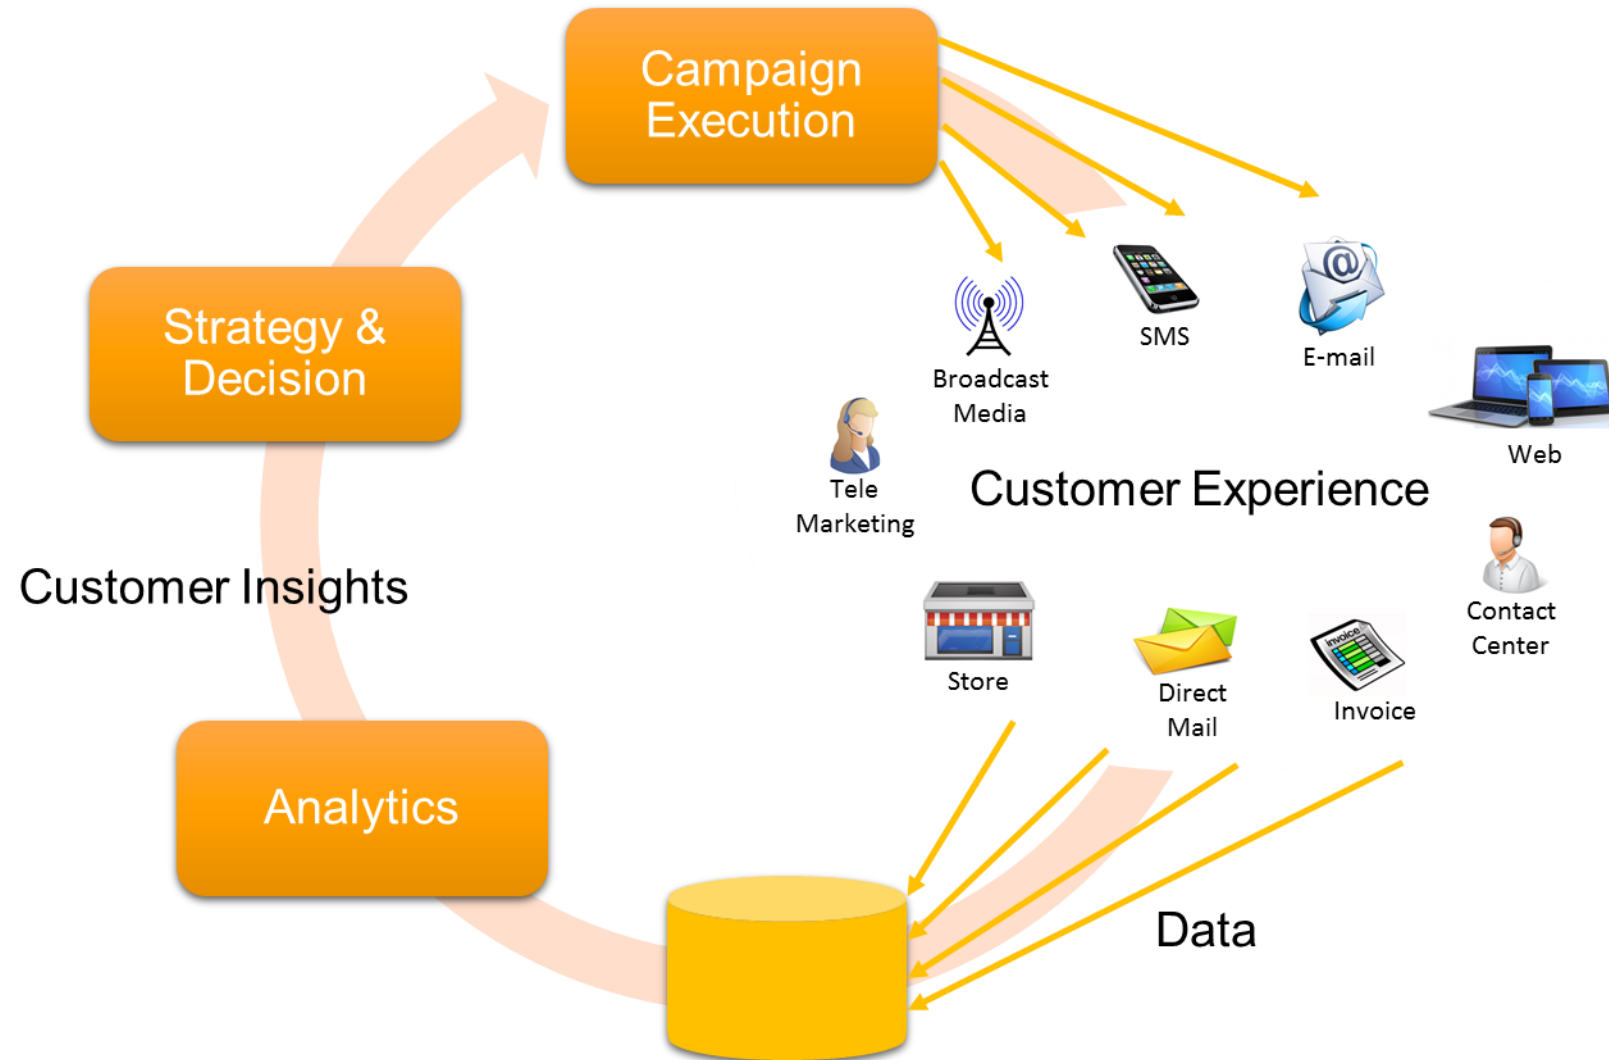 Campaign
Execution
Strategy &
Decision
SMS
E-mail
Broadcast
Media
Web
Tele
Marketing
Customer Experience
Customer Insights
Contact
Center
Store
Direct
Mail
invoice
Invoice
Analytics
Data